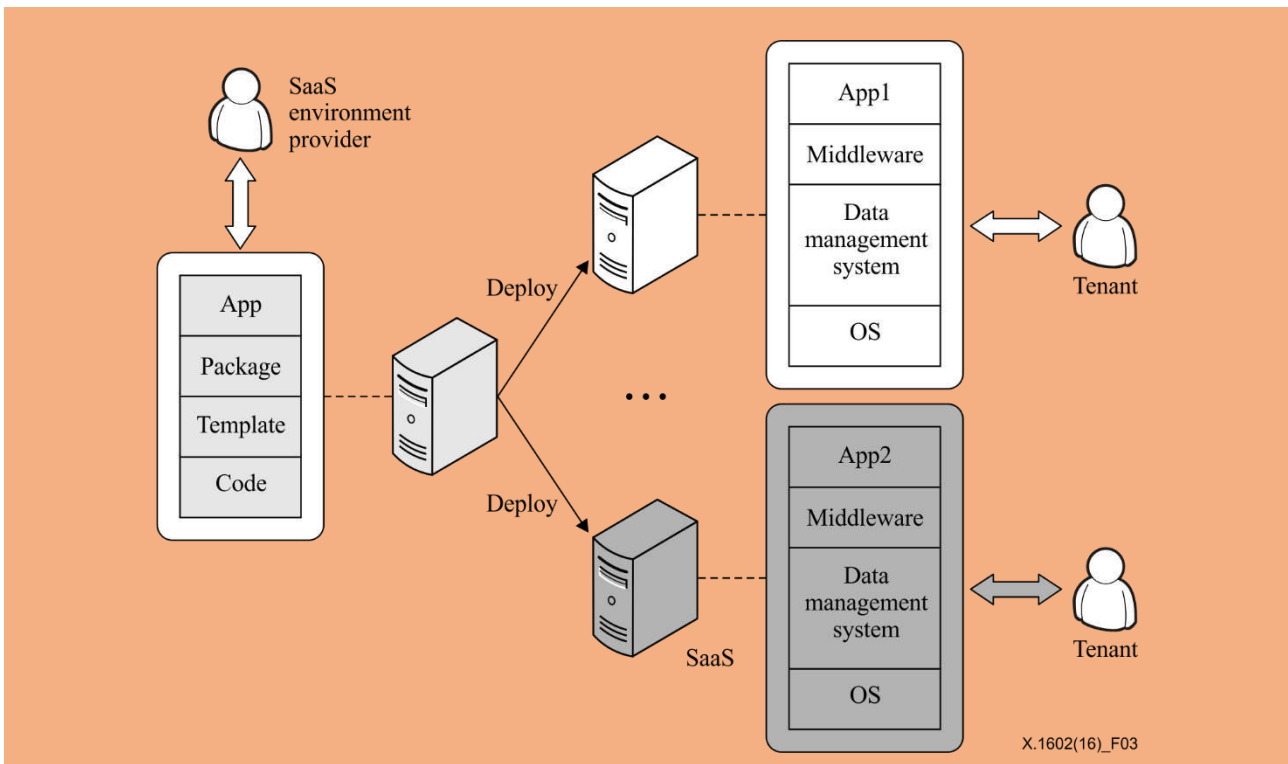 SaaS
environment
provider
App
Package
Template
Code
Deploy
Deploy
...
SaaS
App1
Middleware
Data
management
system
OS
Tenant
App2
Middleware
Data
management
system
OS
Tenant
X.1602(16)_F03